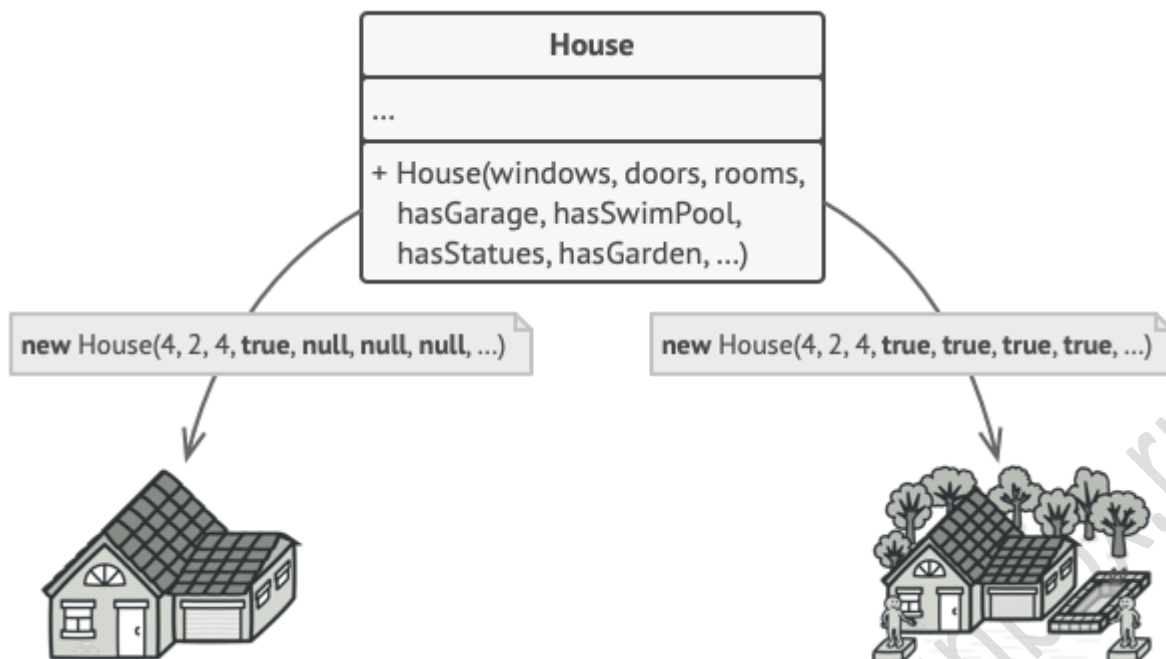 House
...
+ House(windows, doors, rooms,
hasGarage, hasSwimPool,
hasStatues, hasGarden, ...)
new House(4, 2, 4, true, null, null, null, ...)
new House(4, 2, 4, true, true, true, true, ...)